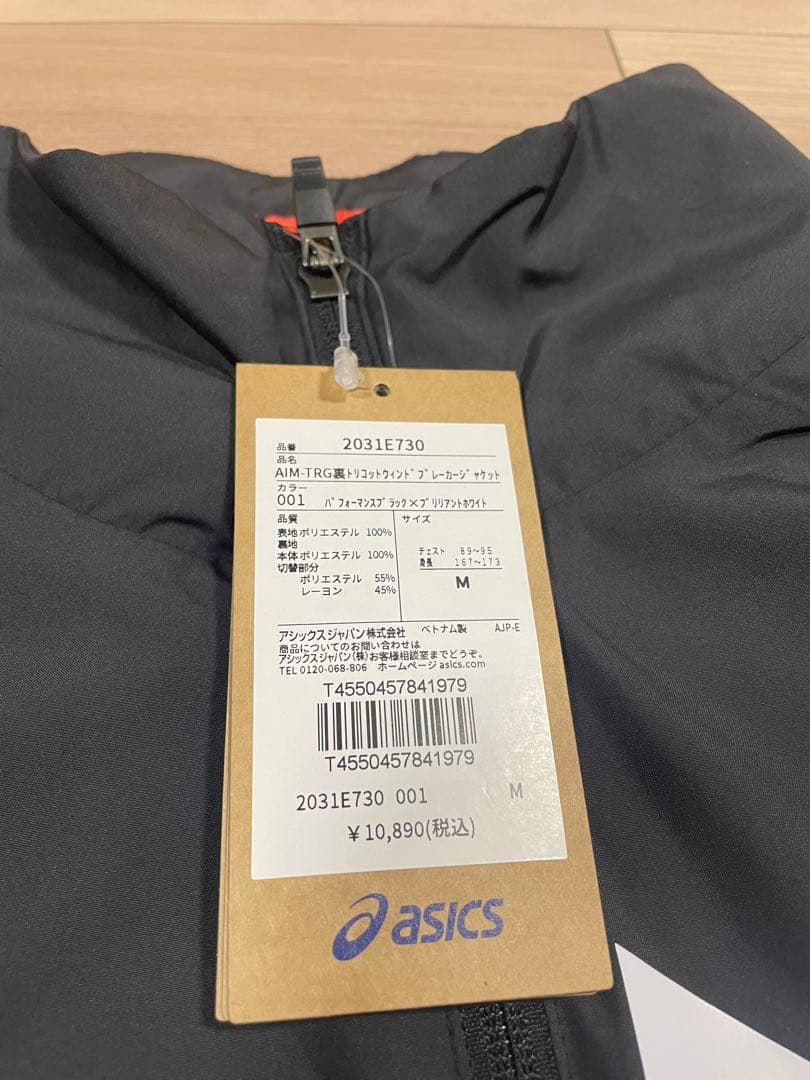 品番 2031E730
品名
AIM-TRG裏ﾄﾘｺｯﾄｳｨﾝﾄﾞﾌﾞﾚｰｶｰｼﾞｬｹｯﾄ
カラー
001 ﾊﾟﾌｫｰﾏﾝｽﾌﾞﾗｯｸ×ﾌﾞﾘﾘｱﾝﾄﾎﾜｲﾄ
品質
表地 ポリエステル 100%
裏地
本体 ポリエステル 100%
切替部分
ポリエステル 55%
レーヨン 45%
サイズ
ﾁｪｽﾄ 89~95
身長 167~173
M
アシックスジャパン株式会社 ベトナム製 AJP-E
商品についてのお問い合わせは
アシックスジャパン(株)お客様相談室までどうぞ。
TEL 0120-068-806 ホームページ asics.com
T4550457841979
T4550457841979
2031E730 001 M
￥10,890(税込)
asics